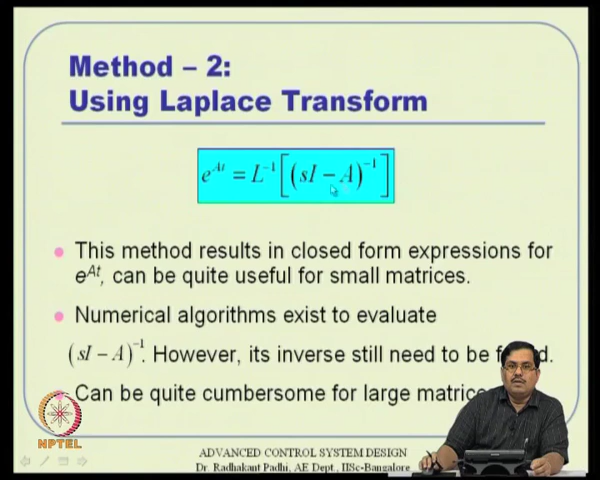 Method – 2:
Using Laplace Transform
e^{At} = L^{-1}[(sI – A)^{-1}]
This method results in closed form expressions for
e^{At}, can be quite useful for small matrices.
Numerical algorithms exist to evaluate
(sI – A)^{-1}. However, its inverse still need to be
Can be quite cumbersome for large
NPTEL
ADVANCED CONTROL SYSTEM DESIGN
Dr. Radhakant Padhi, AE Dept., IISc-Bangalore